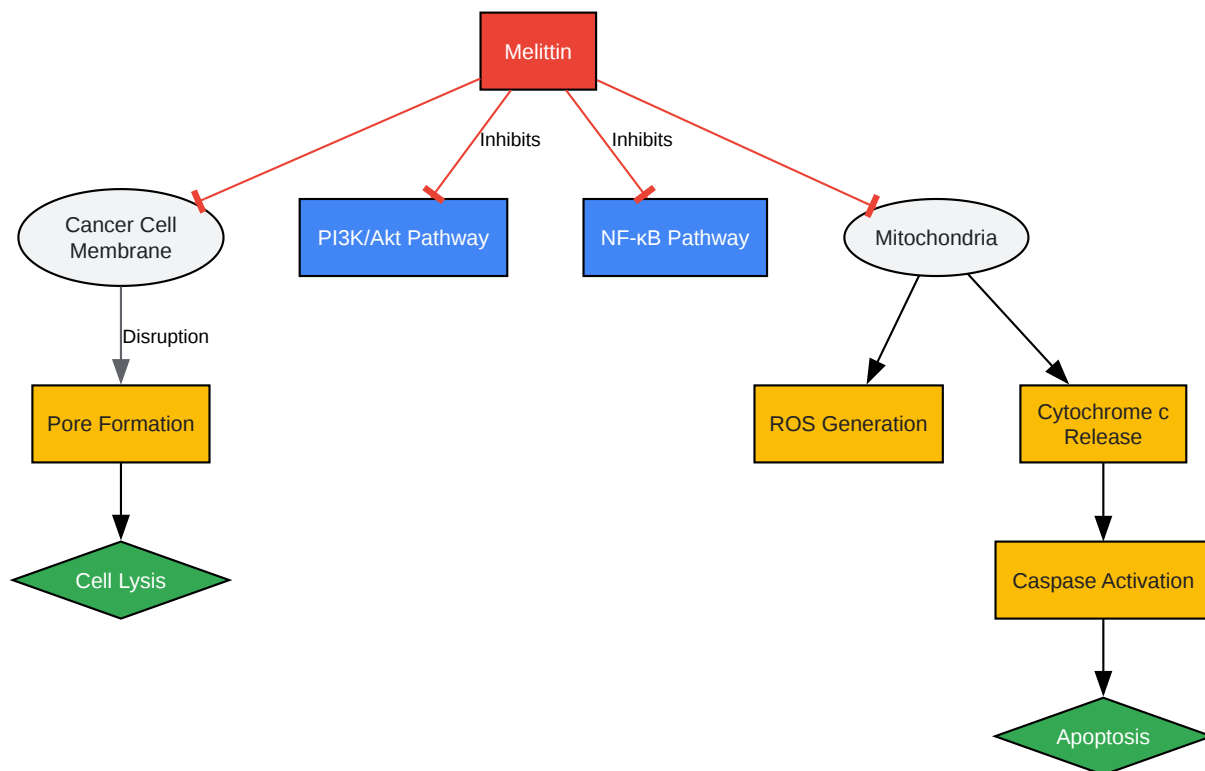 Melittin
Inhibits
Inhibits
Cancer Cell
Membrane
PI3K/Akt Pathway
NF-κB Pathway
Mitochondria
Disruption
Pore Formation
ROS Generation
Cytochrome c
Release
Cell Lysis
Caspase Activation
Apoptosis